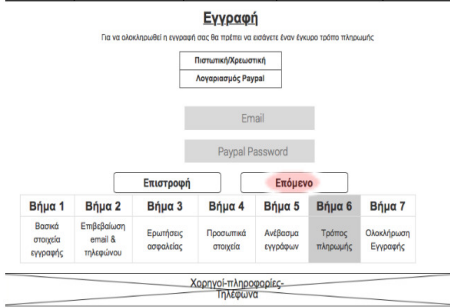 Εγγραφή
Για να ολοκληρωθεί η εγγραφή σας θα πρέπει να εισάγετε έναν έγκυρο τρόπο πληρωμής
Πιστωτική/Χρεωστική
Λογαριασμός Paypal
Email
Paypal Password
Επιστροφή Επόμενο
Βήμα 1 Βήμα 2 Βήμα 3 Βήμα 4 Βήμα 5 Βήμα 6 Βήμα 7
Βασικά στοιχεία εγγραφής
Επιβεβαίωση email & τηλεφώνου
Ερωτήσεις ασφαλείας
Προσωπικά στοιχεία
Ανέβασμα εγγράφων
Τρόπος πληρωμής
Ολοκλήρωση Εγγραφής
Χορηγοί-πληροφορίες-
Τηλέφωνα